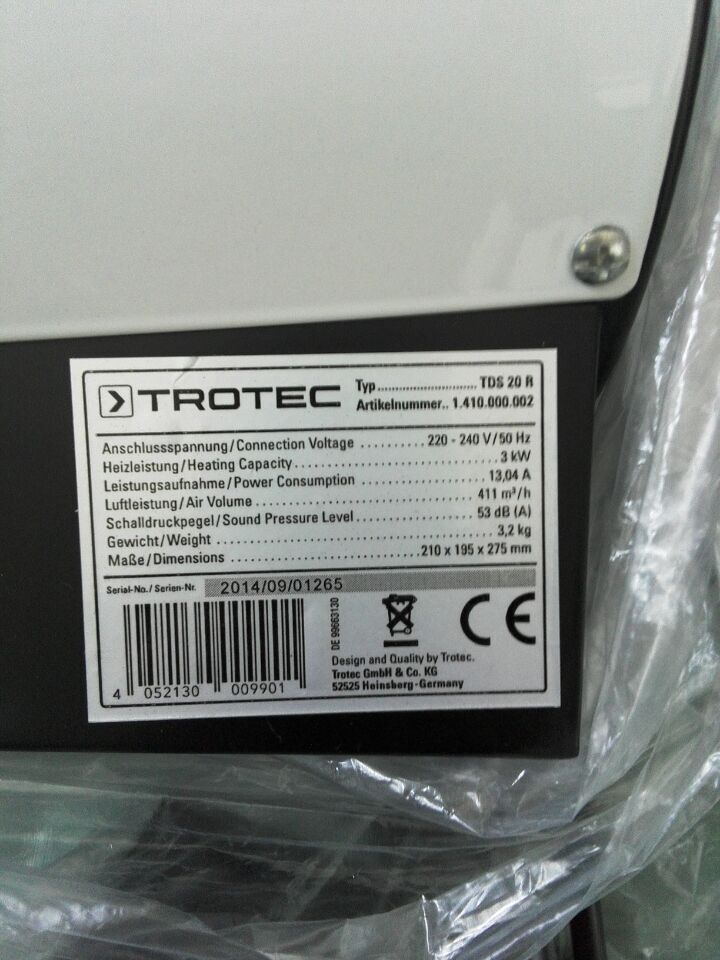 TROTEC
Typ.............................. TDS 20 R
Artikelnummer.. 1.410.000.002
Anschlussspannung/Connection Voltage .......... 220 - 240 V/50 Hz
Heizleistung/Heating Capacity................................ 3 kW
Leistungsaufnahme/Power Consumption .................. 13,04 A
Luftleistung/Air Volume .................................. 411 m³/h
Schalldruckpegel/Sound Pressure Level.................. 53 dB (A)
Gewicht/Weight ........................................ 3,2 kg
Maße/Dimensions .............................210 x 195 x 275 mm
Serial-No./Serien-Nr. 2014/09/01265
DE 99663130
CE
4 052130 009901
Design and Quality by Trotec.
Trotec GmbH & Co. KG
52525 Heinsberg-Germany